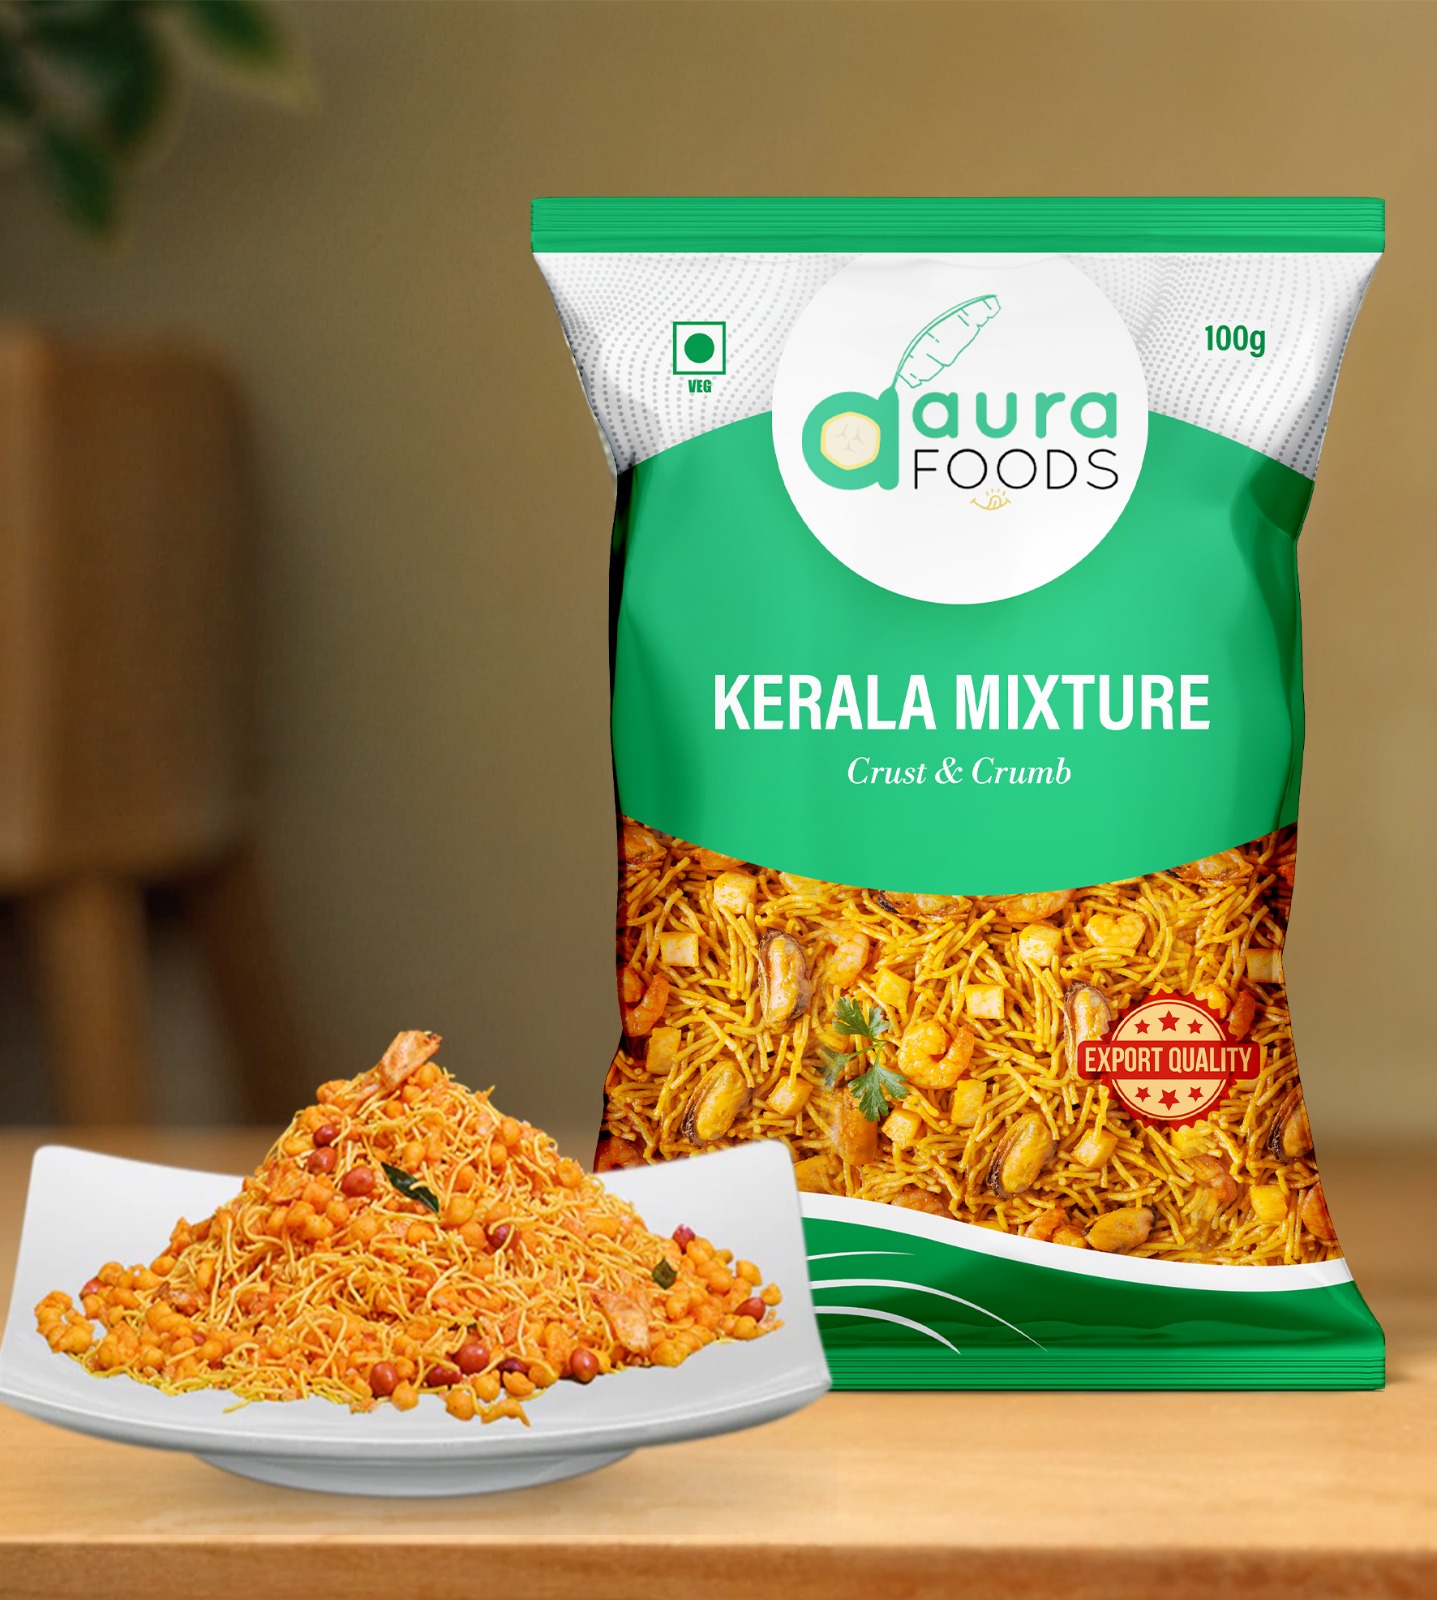 VEG
100g
aura
FOODS
KERALA MIXTURE
Crust & Crumb
EXPORT QUALITY